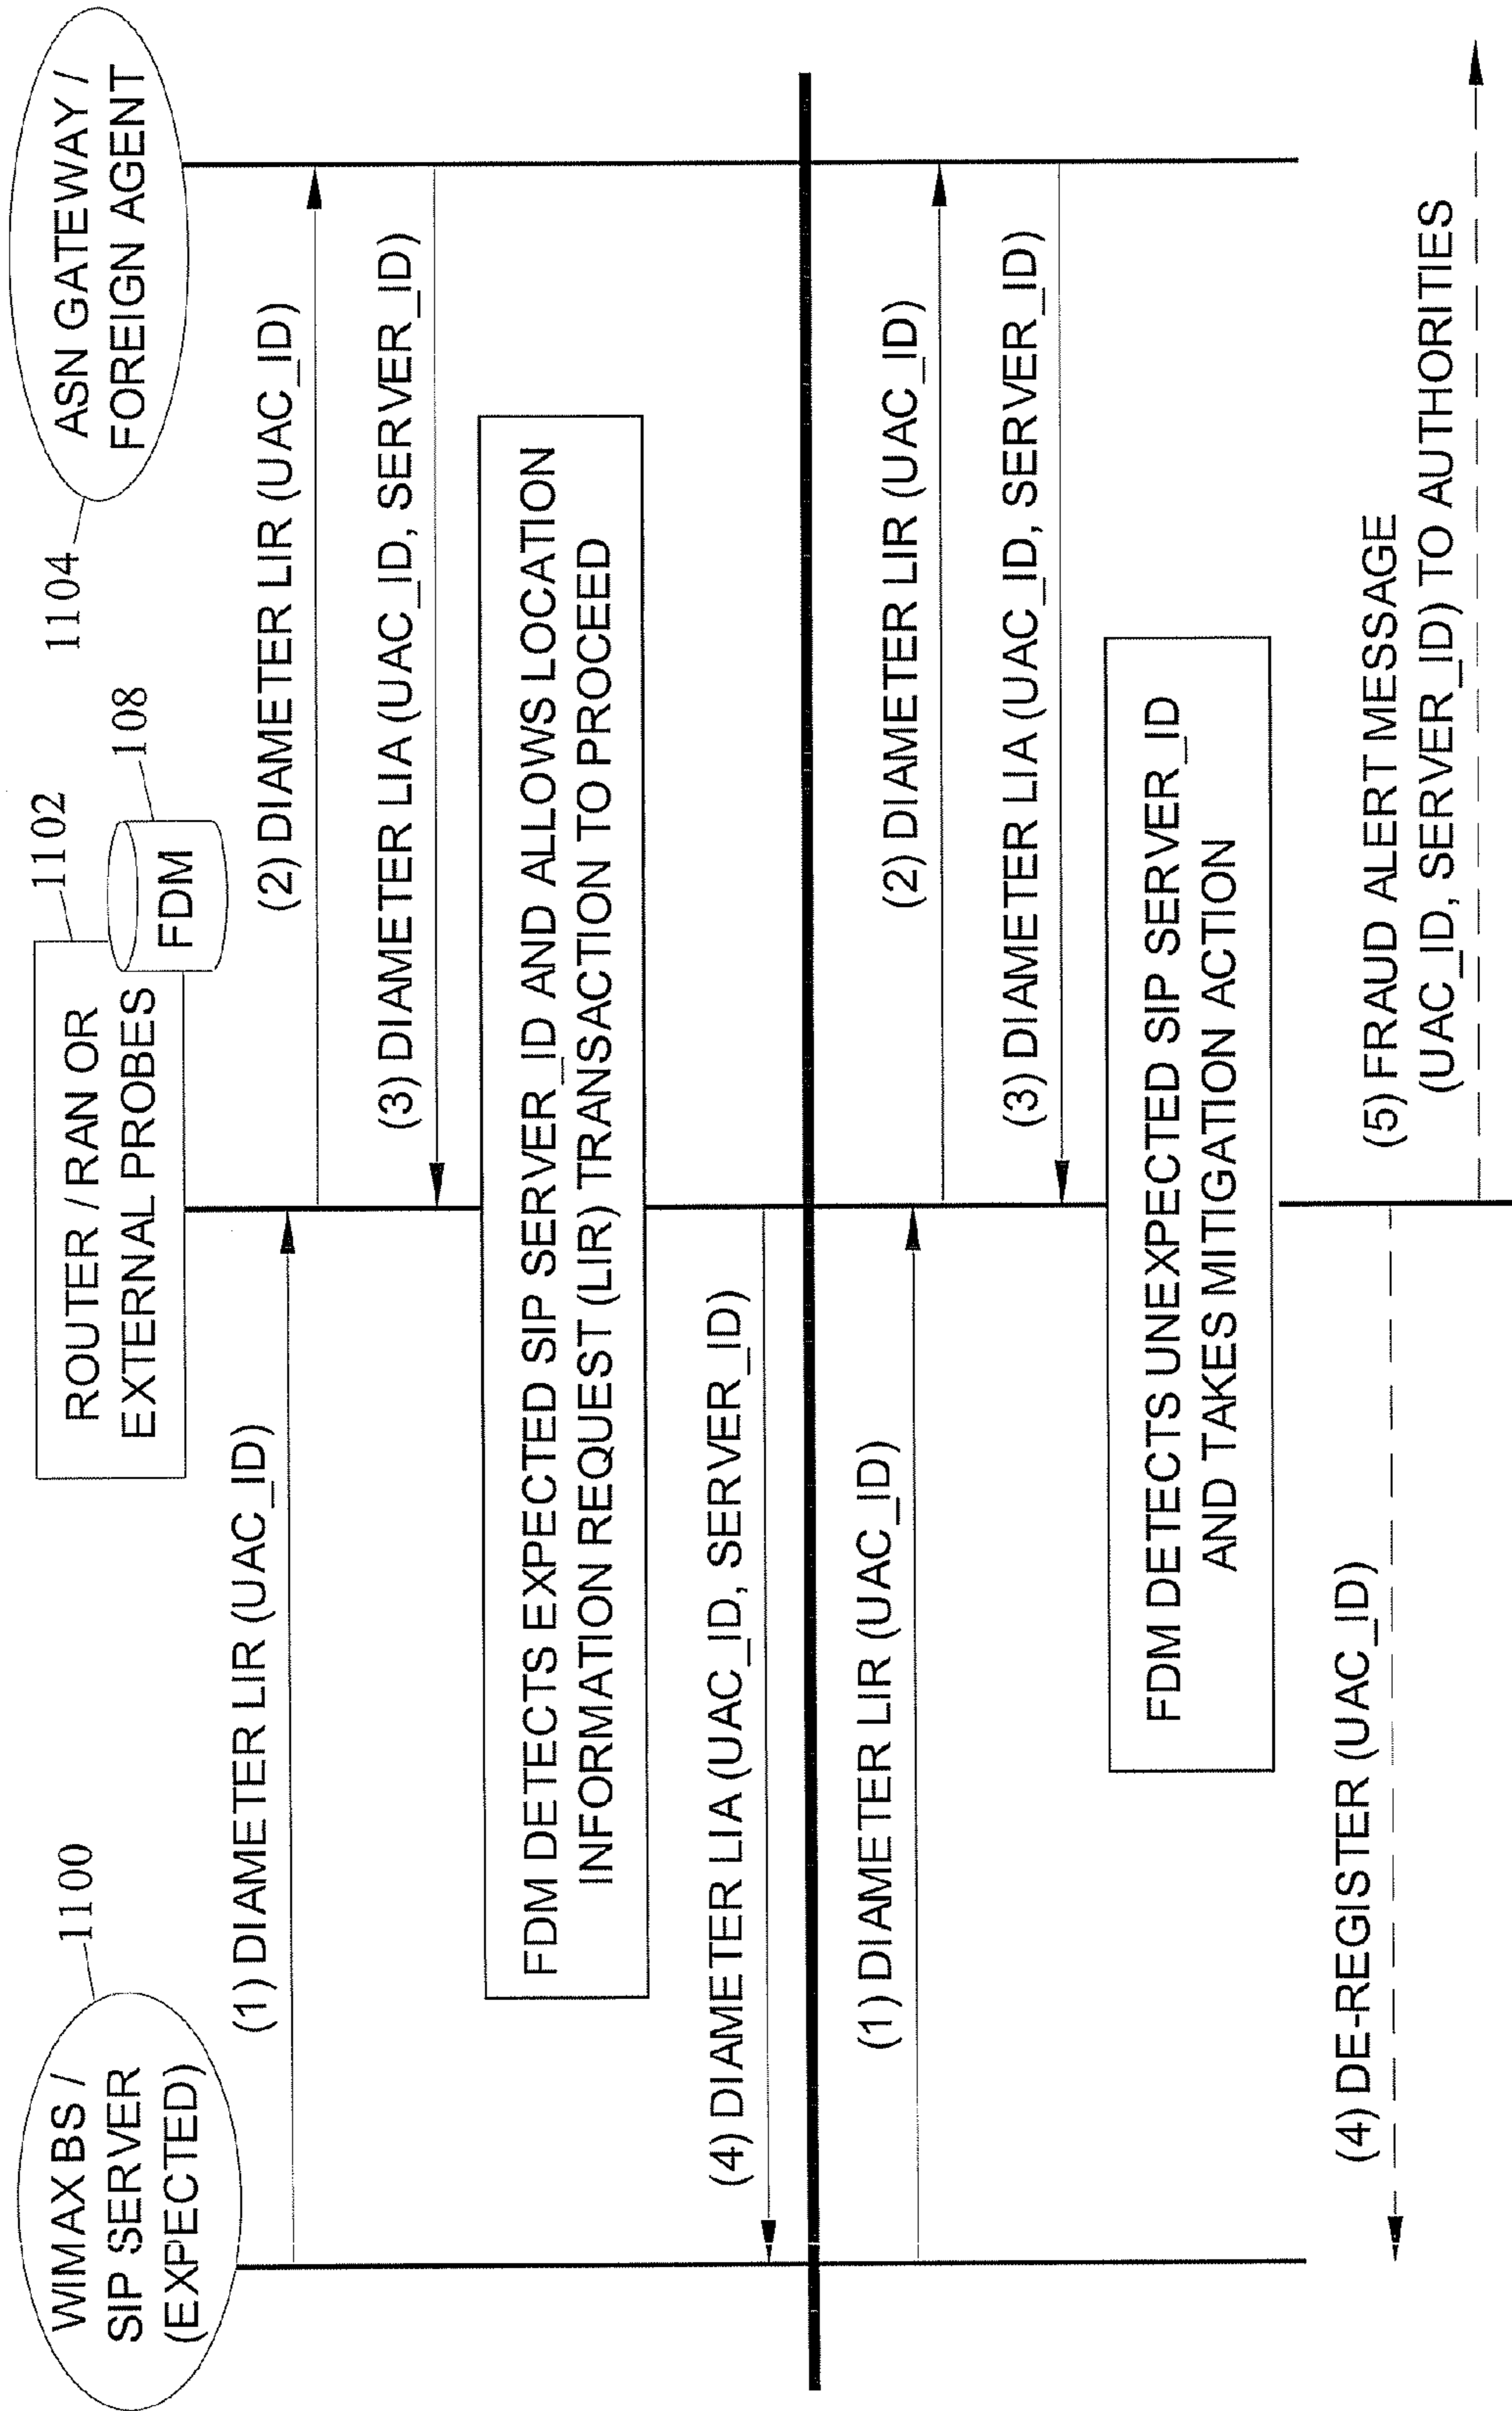 WIMAX BS /
SIP SERVER
(EXPECTED)
1100
ROUTER / RAN OR
EXTERNAL PROBES
1102
FDM
108
ASN GATEWAY /
FOREIGN AGENT
1104
(1) DIAMETER LIR (UAC_ID)
(2) DIAMETER LIR (UAC_ID)
(3) DIAMETER LIA (UAC_ID, SERVER_ID)
FDM DETECTS EXPECTED SIP SERVER_ID AND ALLOWS LOCATION
INFORMATION REQUEST (LIR) TRANSACTION TO PROCEED
(4) DIAMETER LIA (UAC_ID, SERVER_ID)
(1) DIAMETER LIR (UAC_ID)
(2) DIAMETER LIR (UAC_ID)
(3) DIAMETER LIA (UAC_ID, SERVER_ID)
FDM DETECTS UNEXPECTED SIP SERVER_ID
AND TAKES MITIGATION ACTION
(4) DE-REGISTER (UAC_ID)
(5) FRAUD ALERT MESSAGE
(UAC_ID, SERVER_ID) TO AUTHORITIES